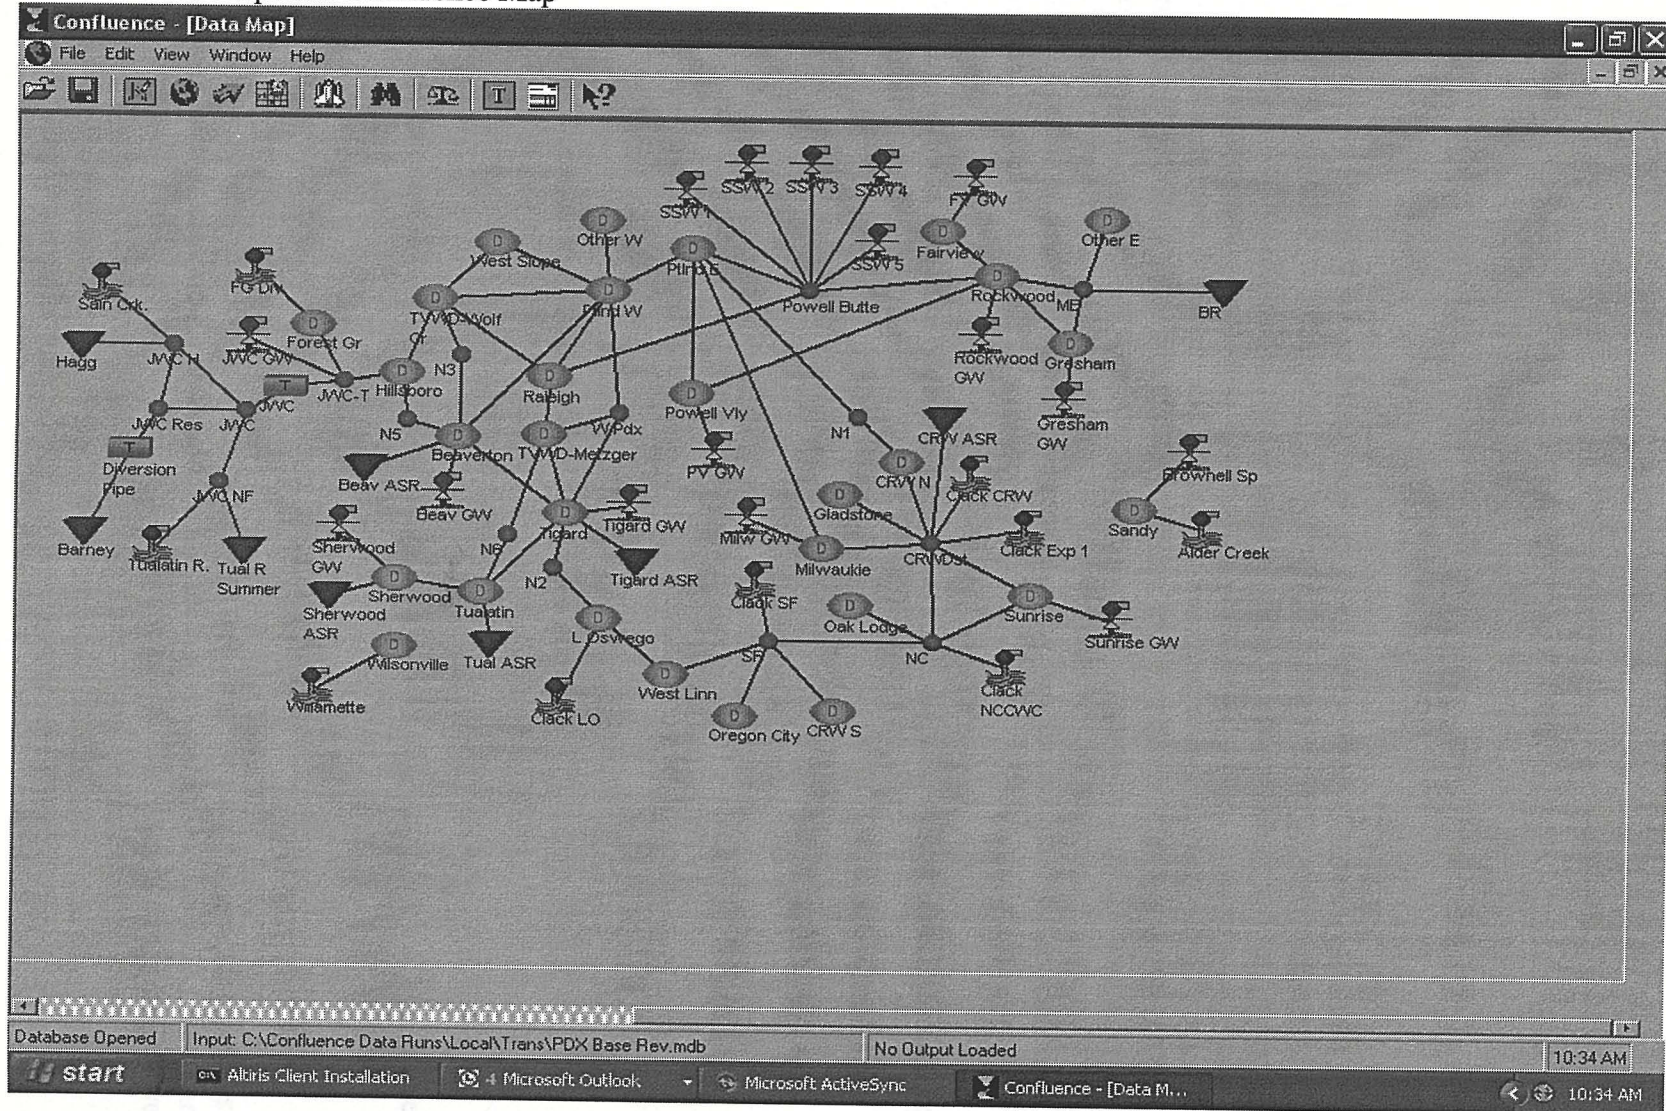 Confluence - [Data Map]
File Edit View Window Help
T
SSW 1
SSW 2
SSW 3
SSW 4
SSW 5
FV GW
D
Fairview
D
Other E
D
Other W
D
West Slope
D
Ptlnd E
FG Div
Sain Crk.
D
TVWD-Wolf
Cr
D
Ptlnd W
Powell Butte
D
Rockwood
MB
BR
D
Forest Gr
Hagg
JWC H
JWC GW
D
Hillsboro
N3
D
Raleigh
Rockwood
GW
D
Gresham
T
JWC
JWC-T
JWC Res
JWC
N5
D
Powell Vly
W Pdx
N1
CRW ASR
Gresham
GW
T
Diversion
Pipe
D
Beaverton
D
TVWD-Metzger
PV GW
D
CRW N
Clack CRW
Brownell Sp
Beav ASR
JWC NF
Beav GW
D
Gladstone
D
Sandy
Alder Creek
Barney
Tualatin R.
Tual R
Summer
Sherwood
GW
N6
D
Tigard
Tigard GW
Milw GW
D
Milwaukie
CRWDst
Clack Exp 1
N2
Tigard ASR
D
Sherwood
D
Tualatin
Clack SF
D
Oak Lodge
D
Sunrise
Sunrise GW
Sherwood
ASR
D
L Oswego
D
Wilsonville
Tual ASR
SF
NC
Clack
NCCWC
D
West Linn
Willamette
Clack LO
D
Oregon City
D
CRW S
Database Opened
Input: C:\Confluence Data Runs\Local\Trans\PDX Base Rev.mdb
No Output Loaded
10:34 AM
start
Altiris Client Installation
4 Microsoft Outlook
Microsoft ActiveSync
Confluence - [Data M...
10:34 AM